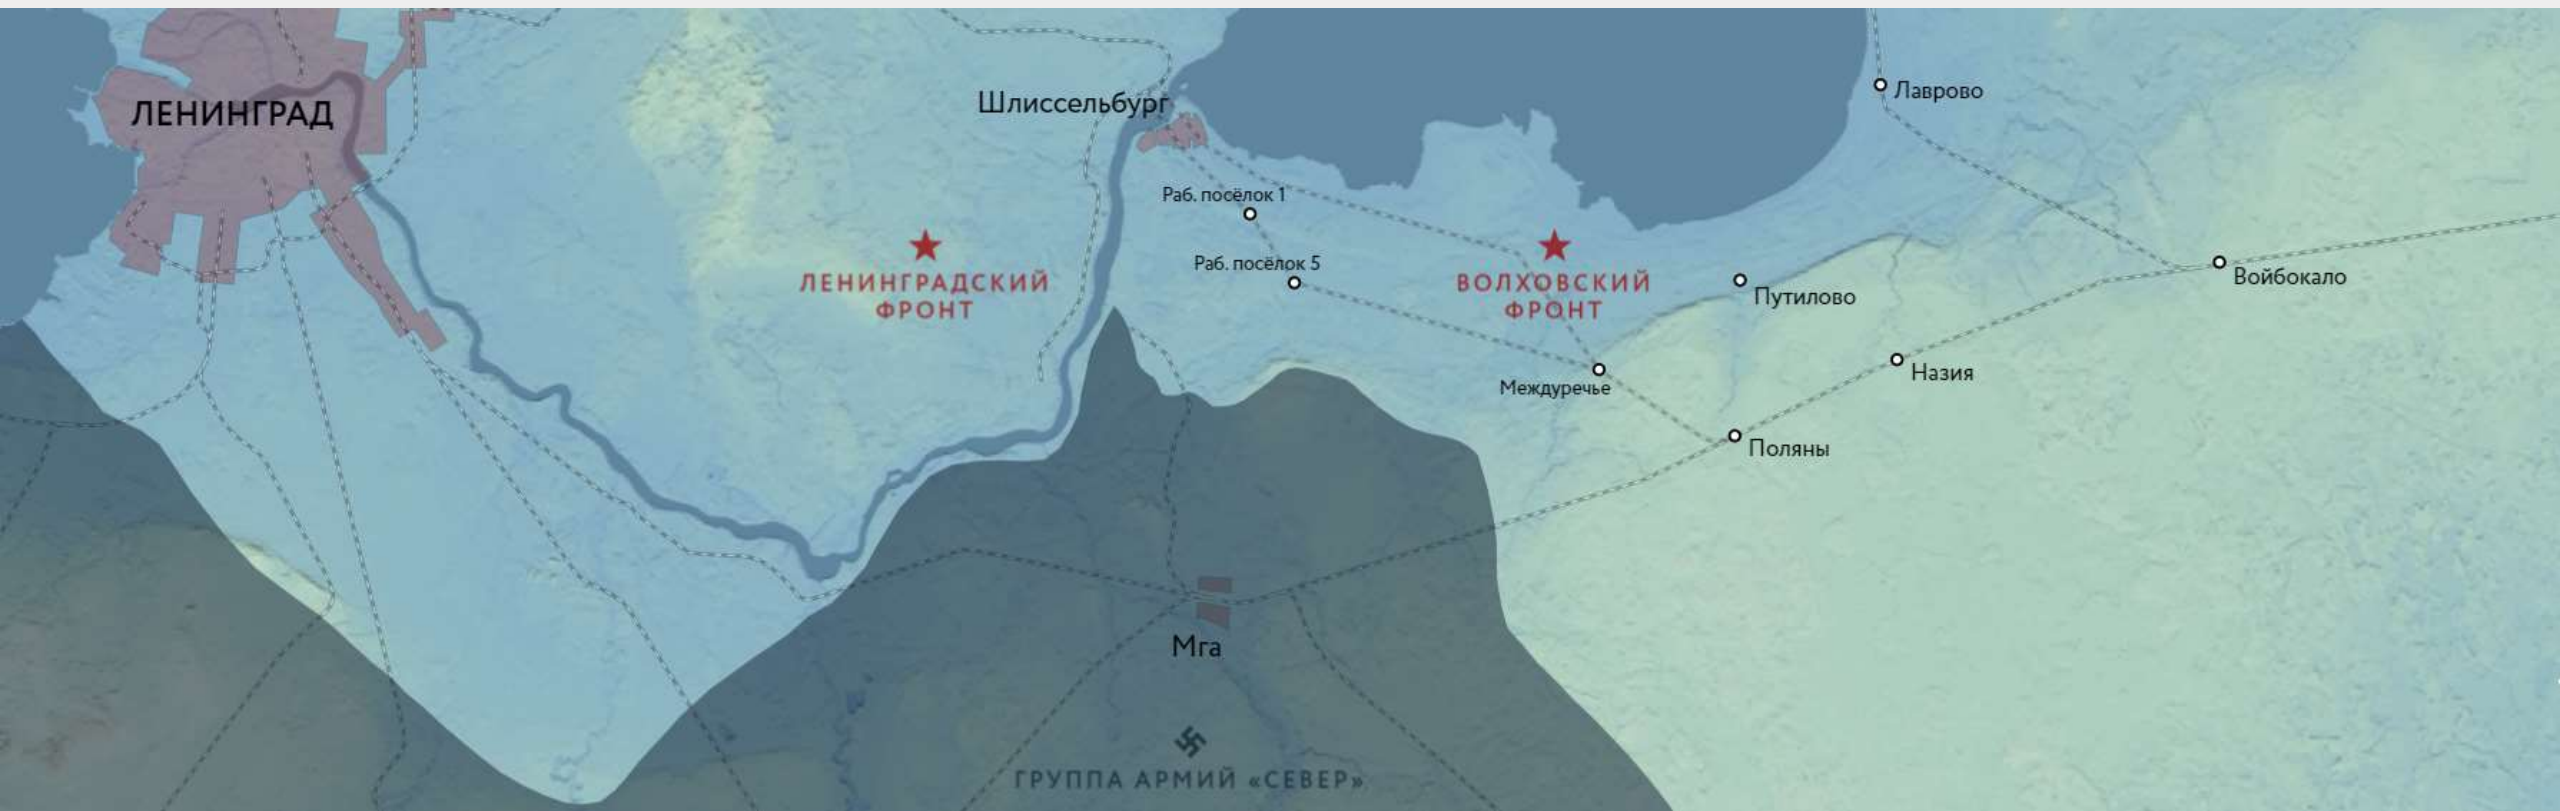 Лаврово
ЛЕНИНГРАД
Шлиссельбург
Раб. посёлок 1
Раб. посёлок 5
ЛЕНИНГРАДСКИЙ
ФРОНТ
ВОЛХОВСКИЙ
ФРОНТ
Путилово
Войбокало
Междуречье
Назия
Поляны
Мга
ГРУППА АРМИЙ «СЕВЕР»